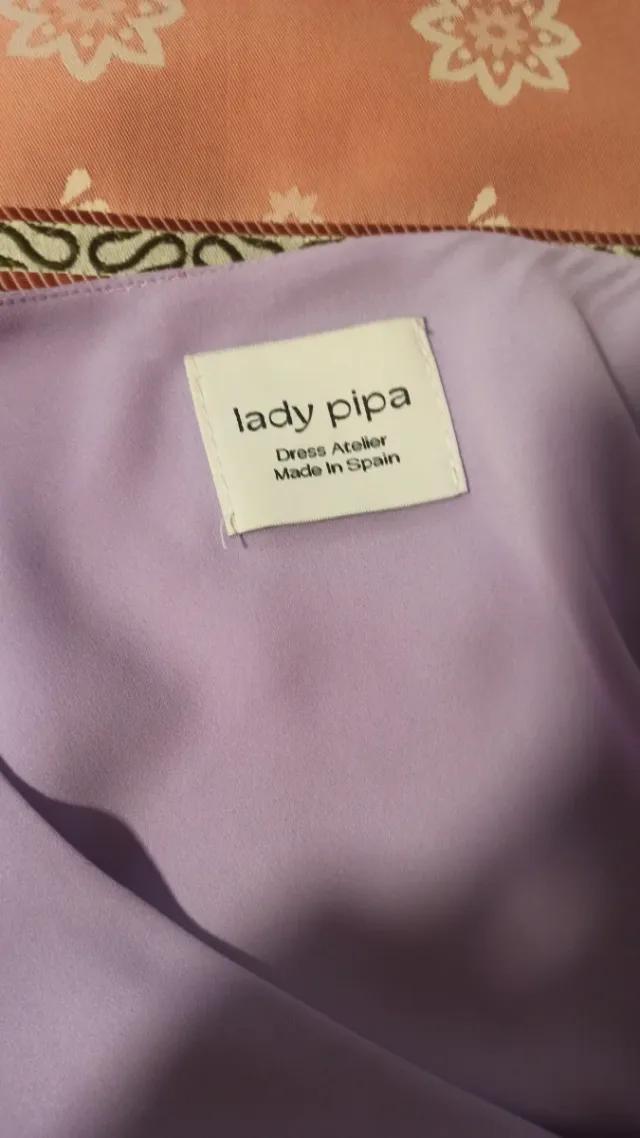 lady pipa
Dress Atelier
Made In Spain